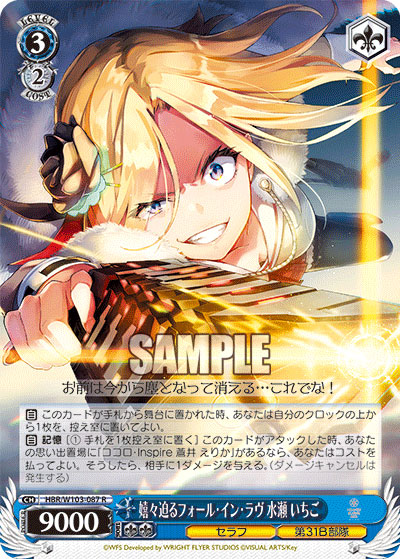 LEVEL
3
2
COST
SAMPLE
お前は今から塵となって消える…これでな!
自 このカードが手札から舞台に置かれた時、あなたは自分のクロックの上から1枚を、控え室に置いてよい。
自 記憶 [① 手札を1枚控え室に置く] このカードがアタックした時、あなたの思い出置場に「ココロ・Inspire 蒼井 えりか」があるなら、あなたはコストを払ってよい。そうしたら、相手に1ダメージを与える。(ダメージキャンセルは発生する)
CH HBR/W103-087 R
9000
嬉々迫るフォール・イン・ラヴ 水瀬 いちご
セラフ
第31B部隊
©WFS Developed by WRIGHT FLYER STUDIOS ©VISUAL ARTS/Key